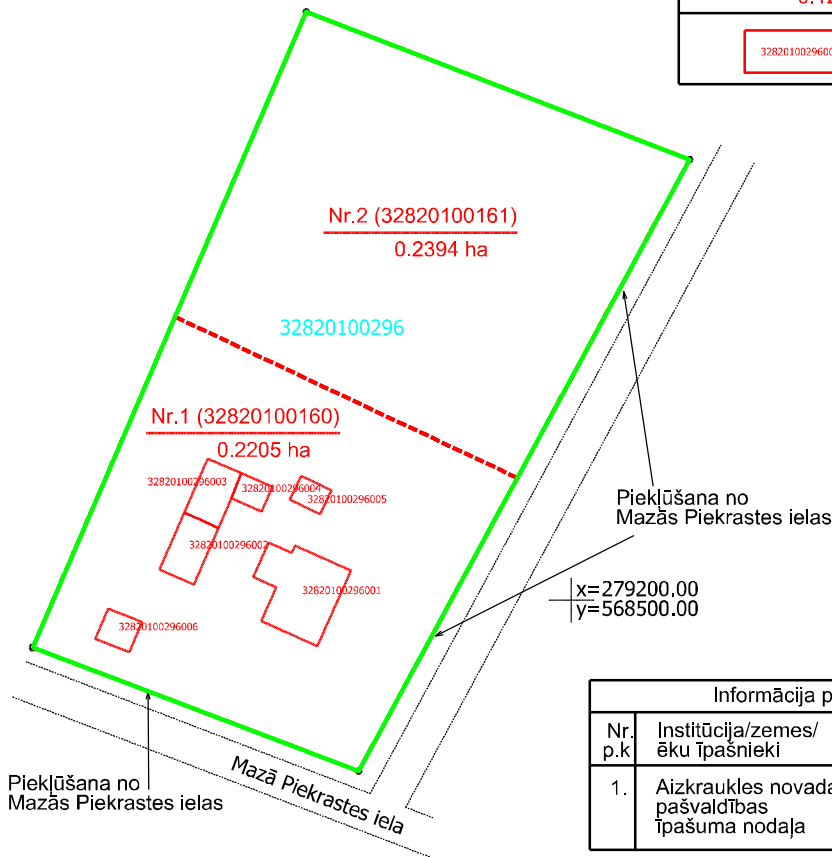 3282010029600
Nr.2 (32820100161)
0.2394 ha
32820100296
Nr.1 (32820100160)
0.2205 ha
32820100296003
32820100296004
32820100296005
32820100296002
32820100296001
32820100296006
Piekļūšana no
Mazās Piekrastes ielas
x=279200.00
y=568500.00
Piekļūšana no
Mazās Piekrastes ielas
Mazā Piekrastes iela
Informācija p
Nr.
p.k
Institūcija/zemes/
ēku īpašnieki
1.
Aizkraukles novada
pašvaldības
īpašuma nodaļa